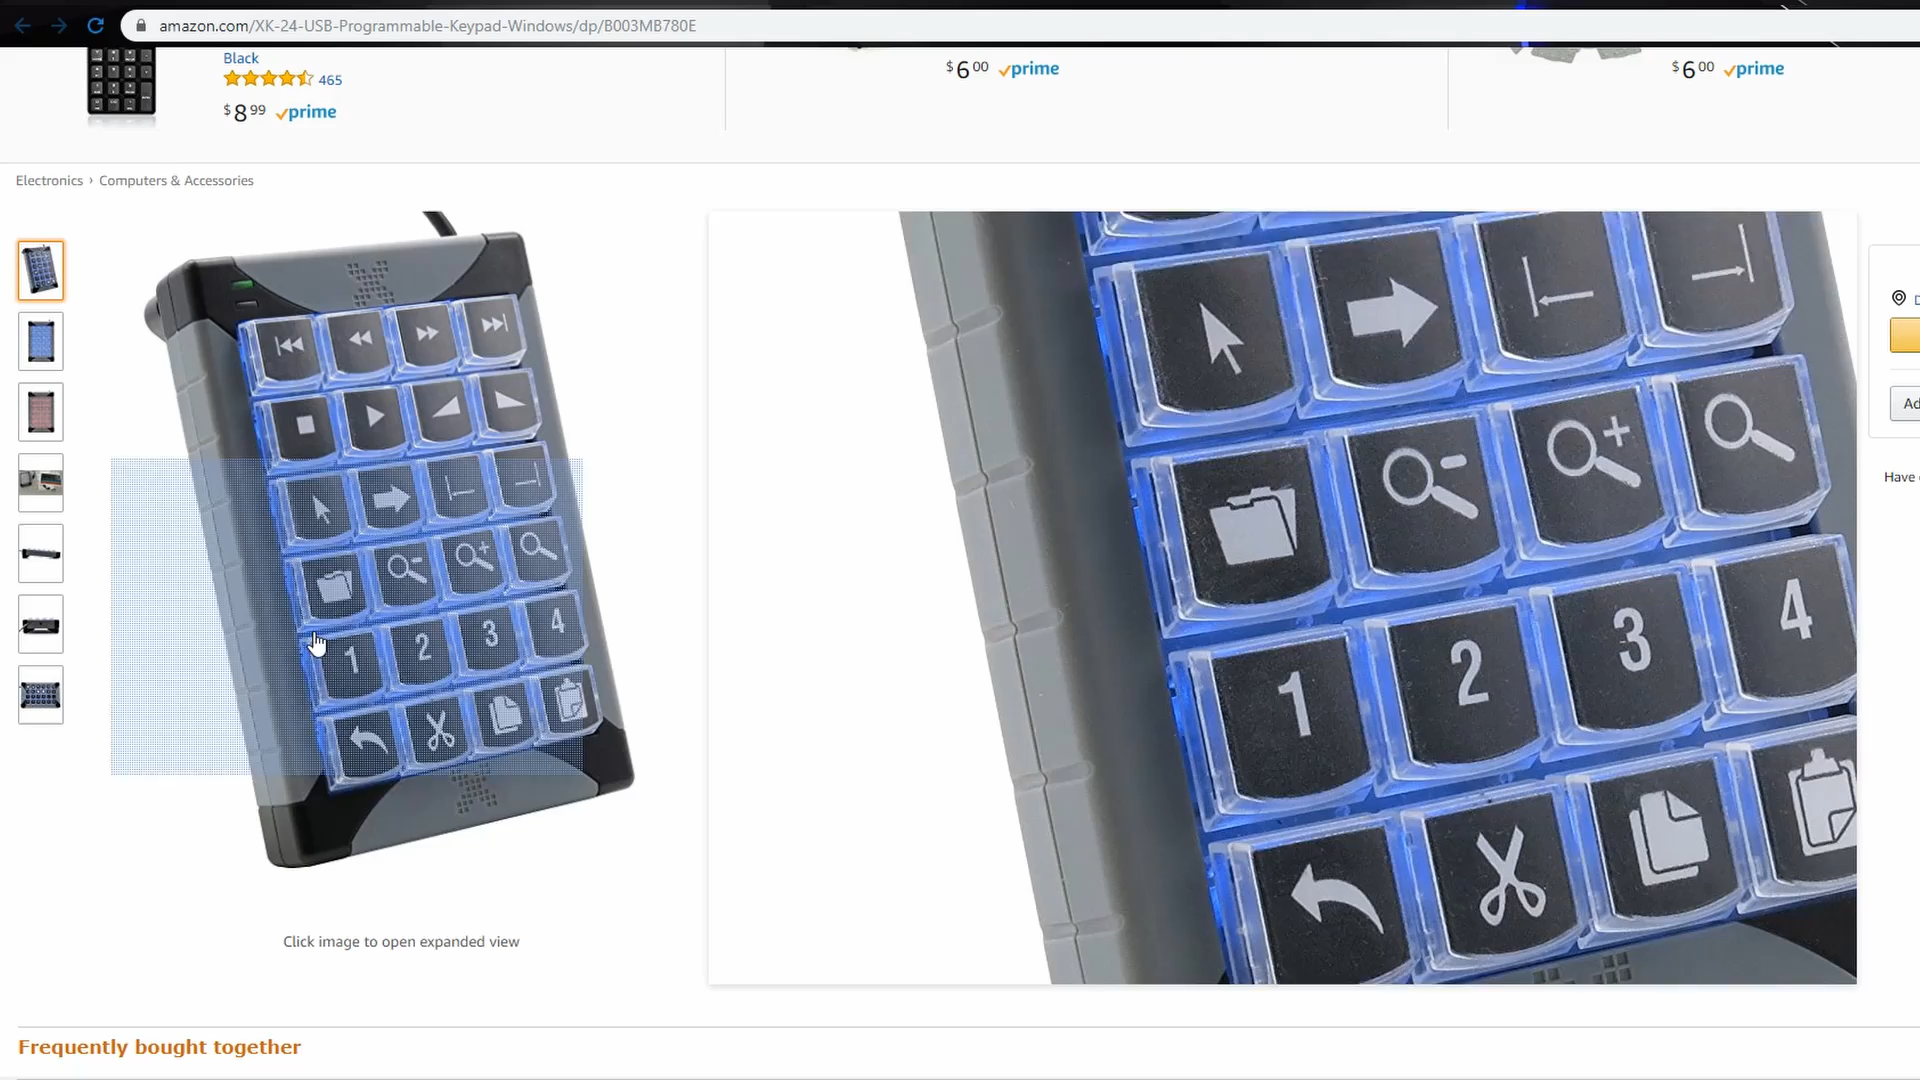 amazon.com/XK-24-USB-Programmable-Keypad-Windows/dp/B003MB780E
Black
465
$8 99 prime
$6 00 prime
$6 00 prime
Electronics › Computers & Accessories
1 2 3 4
1 2 3 4
Click image to open expanded view
D
Ad
Have
Frequently bought together